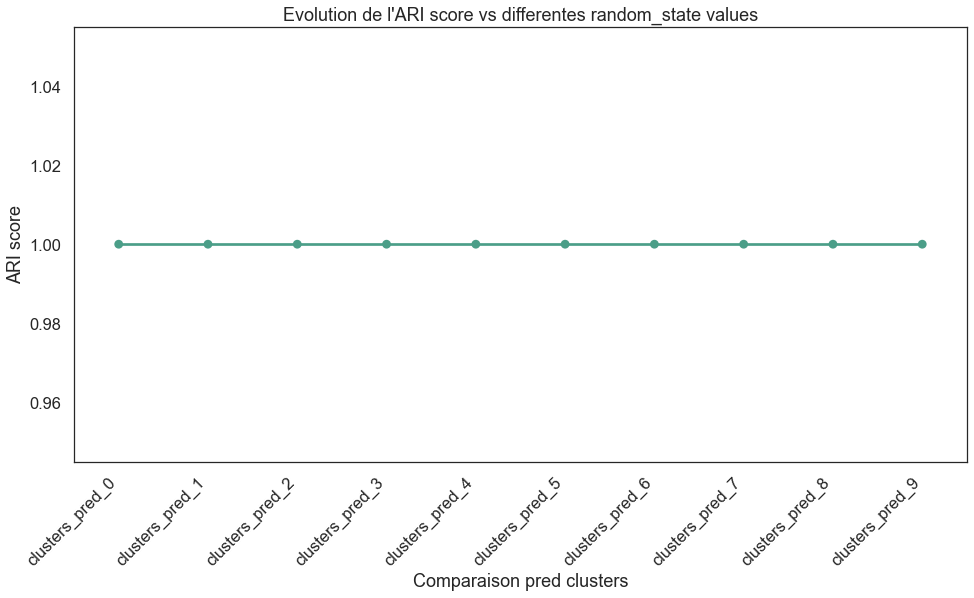 Evolution de l'ARI score vs differentes random_state values
ARI score
1.04
1.02
1.00
0.98
0.96
clusters_pred_0
clusters_pred_1
clusters_pred_2
clusters_pred_3
clusters_pred_4
clusters_pred_5
clusters_pred_6
clusters_pred_7
clusters_pred_8
clusters_pred_9
Comparaison pred clusters